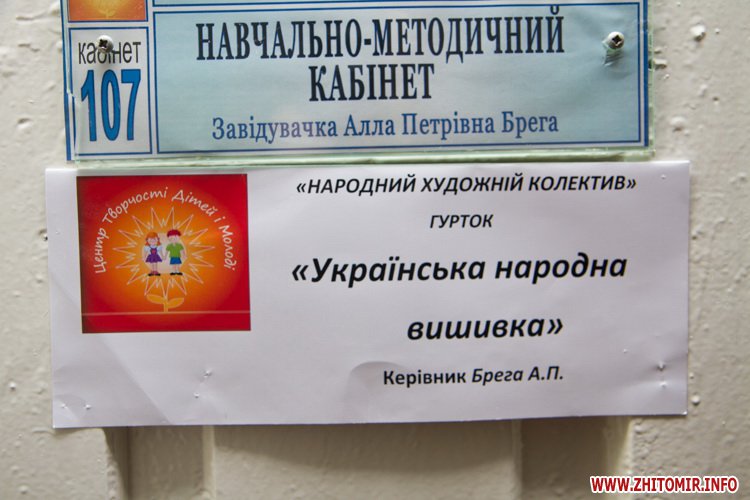 кабінет
107
НАВЧАЛЬНО-МЕТОДИЧНИЙ
КАБІНЕТ
Завідувачка Алла Петрівна Брега
Центр Творчості Дітей і Молоді
«НАРОДНИЙ ХУДОЖНІЙ КОЛЕКТИВ»
ГУРТОК
«Українська народна
вишивка»
Керівник Брега А.П.
WWW.ZHITOMIR.INFO